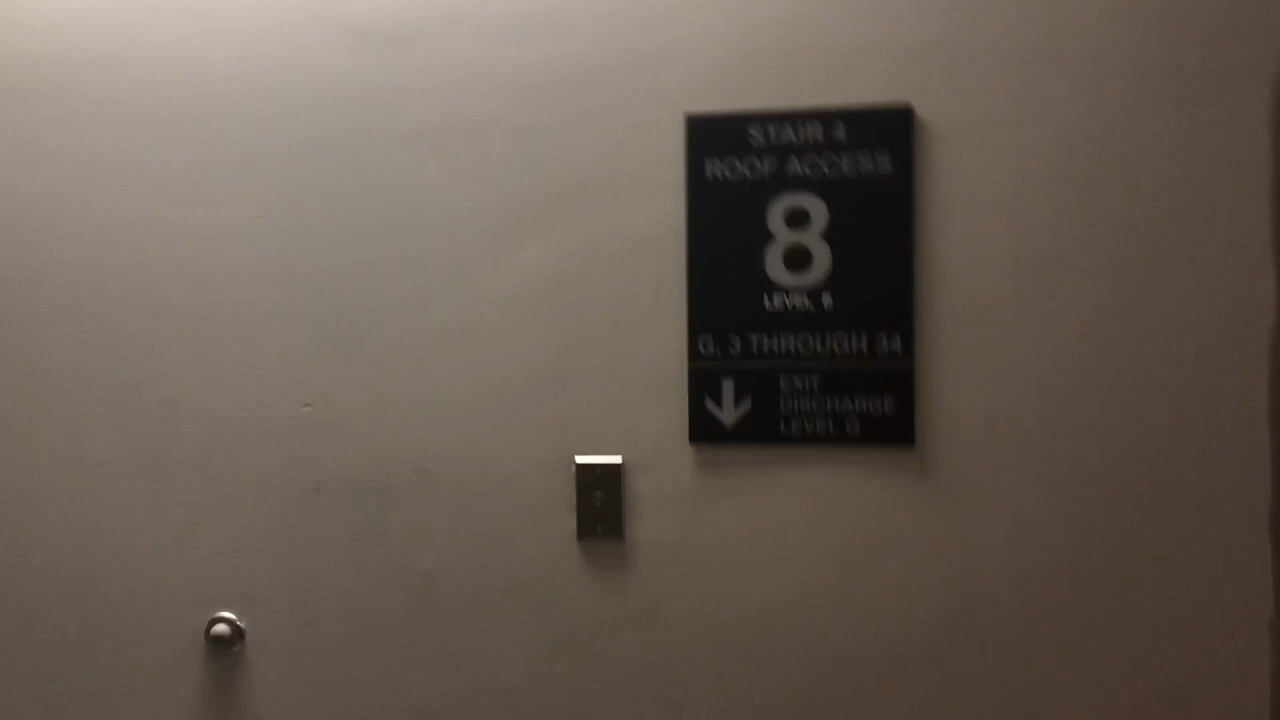 STAIR 4
ROOF ACCESS
8
LEVEL 8
G, 3 THROUGH 34
EXIT
DISCHARGE
LEVEL G